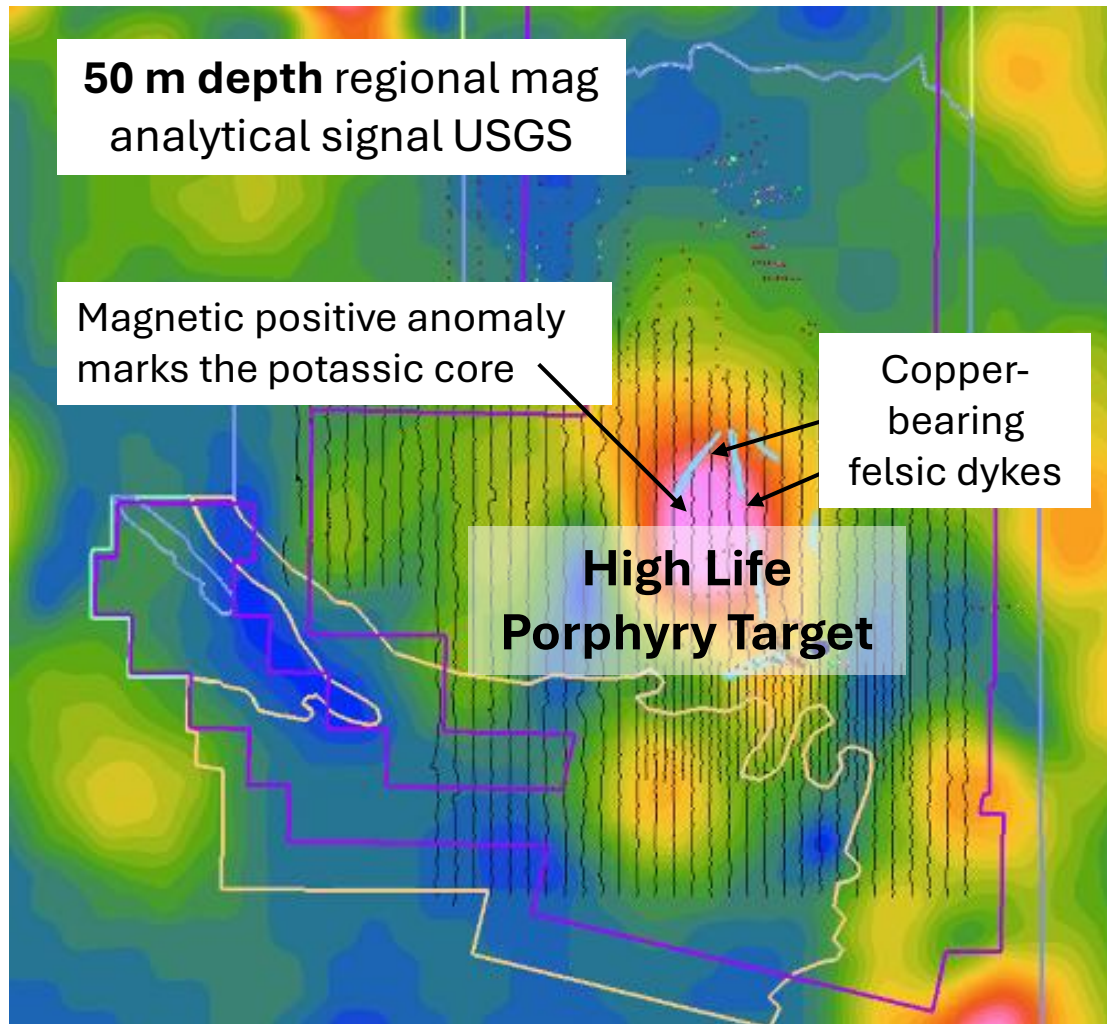 50 m depth regional mag
analytical signal USGS
Magnetic positive anomaly
marks the potassic core
Copper-
bearing
felsic dykes
High Life
Porphyry Target